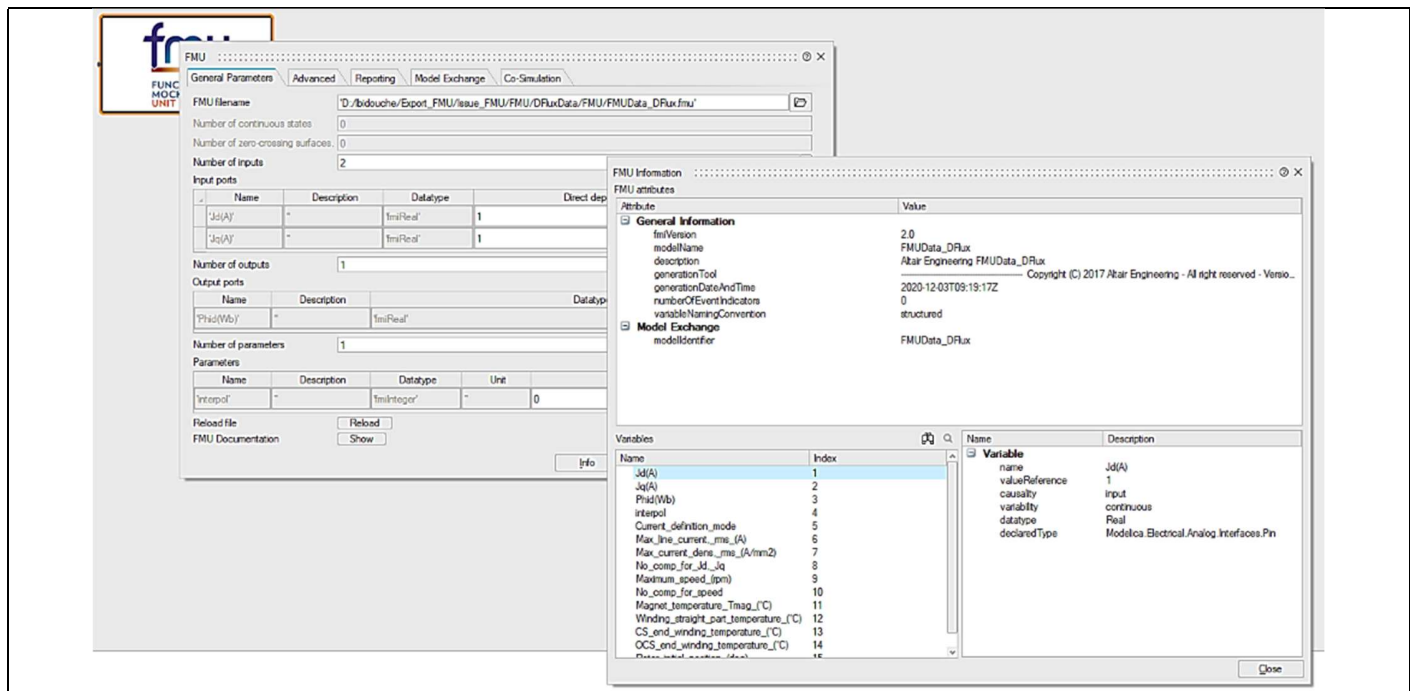 FUNC
MOCK
UNIT
FMU
General Parameters Advanced Reporting Model Exchange Co-Simulation
FMU filename 'D:/bidouche/Export_FMU/Issue_FMU/FMU/DFluxData/FMU/FMUData_DFlux.fmu'
Number of continuous states 0
Number of zero-crossing surfaces. 0
Number of inputs 2
Input ports
Name Description Datatype Direct dep
'Jd(A)' '' 'fmiReal' 1
'Jq(A)' '' 'fmiReal' 1
Number of outputs 1
Output ports
Name Description Datatype
'Phid(Wb)' '' 'fmiReal'
Number of parameters 1
Parameters
Name Description Datatype Unit
'interpol' '' 'fmiInteger' '' 0
Reload file Reload
FMU Documentation Show
Info
FMU Information
FMU attributes
Attribute Value
General Information
fmiVersion 2.0
modelName FMUData_DFlux
description Altair Engineering FMUData_DFlux
generationTool Copyright (C) 2017 Altair Engineering - All right reserved - Versio...
generationDateAndTime 2020-12-03T09:19:17Z
numberOfEventIndicators 0
variableNamingConvention structured
Model Exchange
modelIdentifier FMUData_DFlux
Variables
Name Index
Jd(A) 1
Jq(A) 2
Phid(Wb) 3
interpol 4
Current_definition_mode 5
Max_line_current,_rms_(A) 6
Max_current_dens._rms_(A/mm2) 7
No_comp_for_Jd,_Jq 8
Maximum_speed_(rpm) 9
No_comp_for_speed 10
Magnet_temperature_Tmag_(°C) 11
Winding_straight_part_temperature_(°C) 12
CS_end_winding_temperature_(°C) 13
OCS_end_winding_temperature_(°C) 14
Name Description
Variable
name Jd(A)
valueReference 1
causality input
variability continuous
datatype Real
declaredType Modelica.Electrical.Analog.Interfaces.Pin
Close